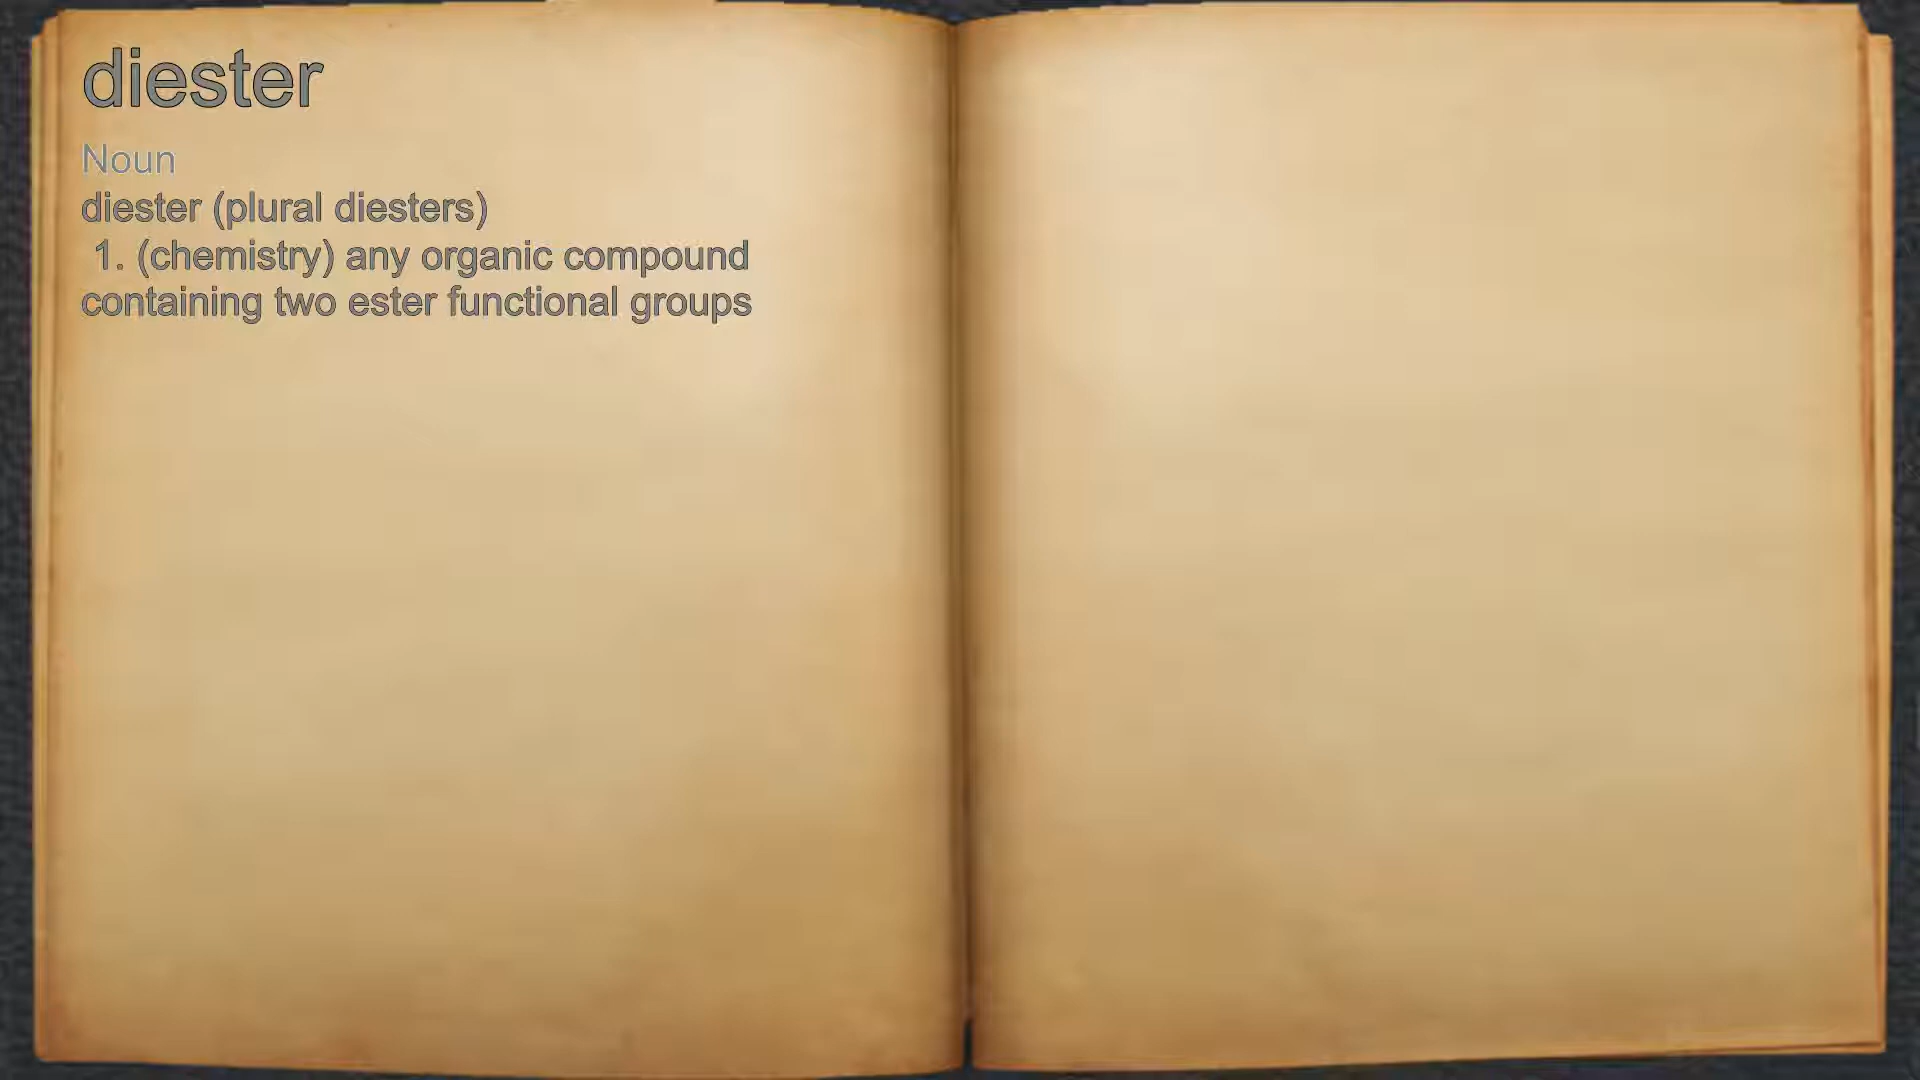 diester
Noun
diester (plural diesters)
1. (chemistry) any organic compound
containing two ester functional groups